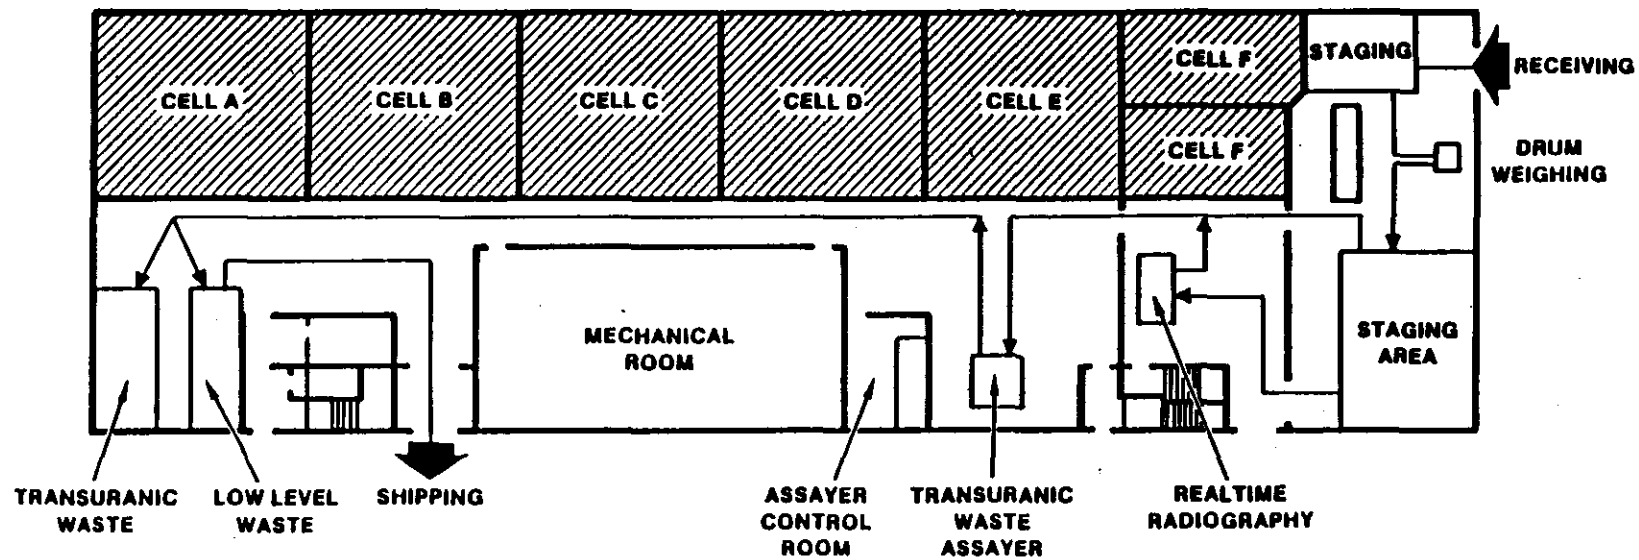 CELL A
CELL B
CELL C
CELL D
CELL E
CELL F
STAGING
RECEIVING
CELL F
DRUM
WEIGHING
MECHANICAL
ROOM
STAGING
AREA
TRANSURANIC
WASTE
LOW LEVEL
WASTE
SHIPPING
ASSAYER
CONTROL
ROOM
TRANSURANIC
WASTE
ASSAYER
REALTIME
RADIOGRAPHY